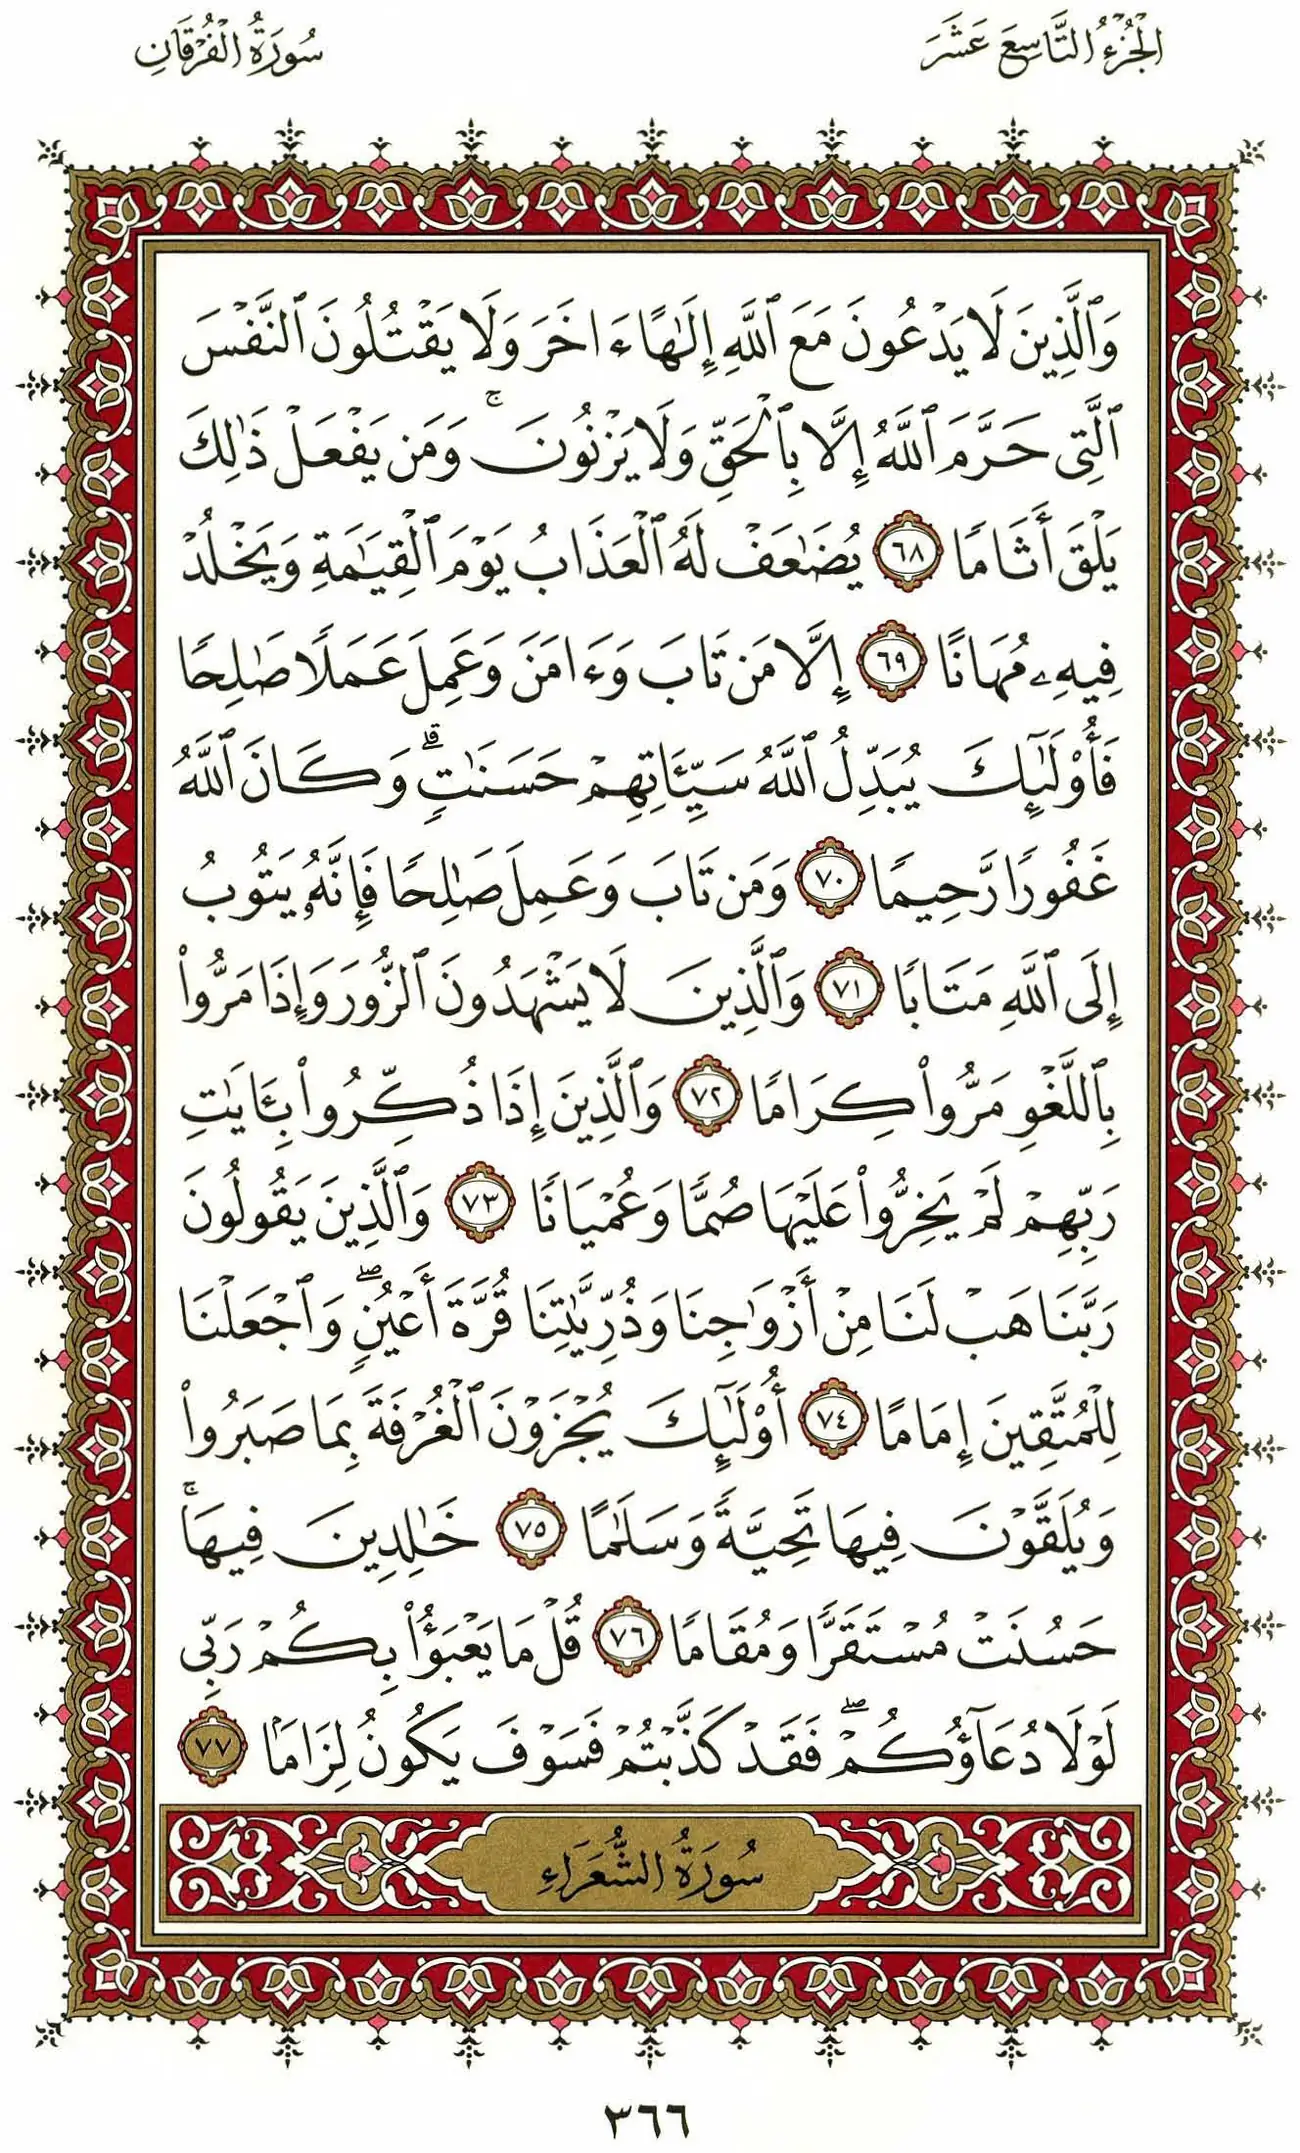 الجزء التاسع عشر
سورة الفرقان
وَٱلَّذِينَ لَا يَدْعُونَ مَعَ ٱللَّهِ إِلَٰهًا ءَاخَرَ وَلَا يَقْتُلُونَ ٱلنَّفْسَ
ٱلَّتِى حَرَّمَ ٱللَّهُ إِلَّا بِٱلْحَقِّ وَلَا يَزْنُونَ ۚ وَمَن يَفْعَلْ ذَٰلِكَ
يَلْقَ أَثَامًا ٦٨ يُضَٰعَفْ لَهُ ٱلْعَذَابُ يَوْمَ ٱلْقِيَٰمَةِ وَيَخْلُدْ
فِيهِۦ مُهَانًا ٦٩ إِلَّا مَن تَابَ وَءَامَنَ وَعَمِلَ عَمَلًا صَٰلِحًا
فَأُو۟لَٰٓئِكَ يُبَدِّلُ ٱللَّهُ سَيِّـَٔاتِهِمْ حَسَنَٰتٍ ۗ وَكَانَ ٱللَّهُ
غَفُورًا رَّحِيمًا ٧٠ وَمَن تَابَ وَعَمِلَ صَٰلِحًا فَإِنَّهُۥ يَتُوبُ
إِلَى ٱللَّهِ مَتَابًا ٧١ وَٱلَّذِينَ لَا يَشْهَدُونَ ٱلزُّورَ وَإِذَا مَرُّوا۟
بِٱللَّغْوِ مَرُّوا۟ كِرَامًا ٧٢ وَٱلَّذِينَ إِذَا ذُكِّرُوا۟ بِـَٔايَٰتِ
رَبِّهِمْ لَمْ يَخِرُّوا۟ عَلَيْهَا صُمًّا وَعُمْيَانًا ٧٣ وَٱلَّذِينَ يَقُولُونَ
رَبَّنَا هَبْ لَنَا مِنْ أَزْوَٰجِنَا وَذُرِّيَّٰتِنَا قُرَّةَ أَعْيُنٍ ۖ وَٱجْعَلْنَا
لِلْمُتَّقِينَ إِمَامًا ٧٤ أُو۟لَٰٓئِكَ يُجْزَوْنَ ٱلْغُرْفَةَ بِمَا صَبَرُوا۟
وَيُلَقَّوْنَ فِيهَا تَحِيَّةً وَسَلَٰمًا ٧٥ خَٰلِدِينَ فِيهَا ۚ
حَسُنَتْ مُسْتَقَرًّا وَمُقَامًا ٧٦ قُلْ مَا يَعْبَؤُا۟ بِكُمْ رَبِّى
لَوْلَا دُعَآؤُكُمْ ۖ فَقَدْ كَذَّبْتُمْ فَسَوْفَ يَكُونُ لِزَامًۢا ٧٧
سُورَةُ الشُّعَرَاءِ
٣٦٦